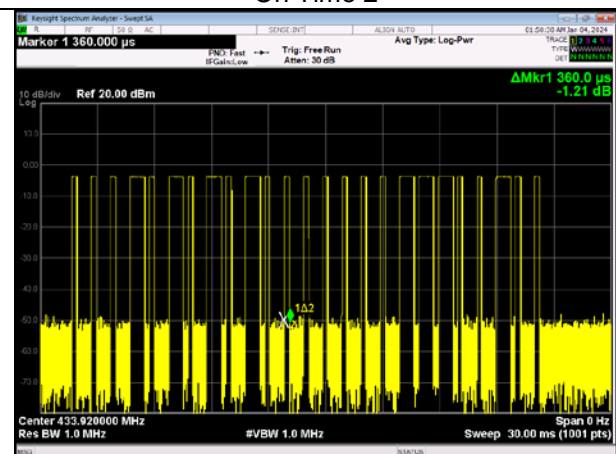 On Time 2
Keysight Spectrum Analyzer - Swept SA
R RF 50 Ω AC SENSE:INT ALIGN AUTO 01:50:30 AM Jan 04, 2024
Marker 1 360.000 µs
PNO: Fast
IFGain:Low
Trig: Free Run
Atten: 30 dB
Avg Type: Log-Pwr
TRACE 1 2 3 4 5 6
TYPE WWWWWW
DET N N N N N N
ΔMkr1 360.0 µs
-1.21 dB
10 dB/div Ref 20.00 dBm
Log
10.0
0.00
-10.0
-20.0
-30.0
-40.0
-50.0
-60.0
-70.0
1Δ2
Center 433.920000 MHz
Span 0 Hz
Res BW 1.0 MHz
#VBW 1.0 MHz
Sweep 30.00 ms (1001 pts)
MSG STATUS